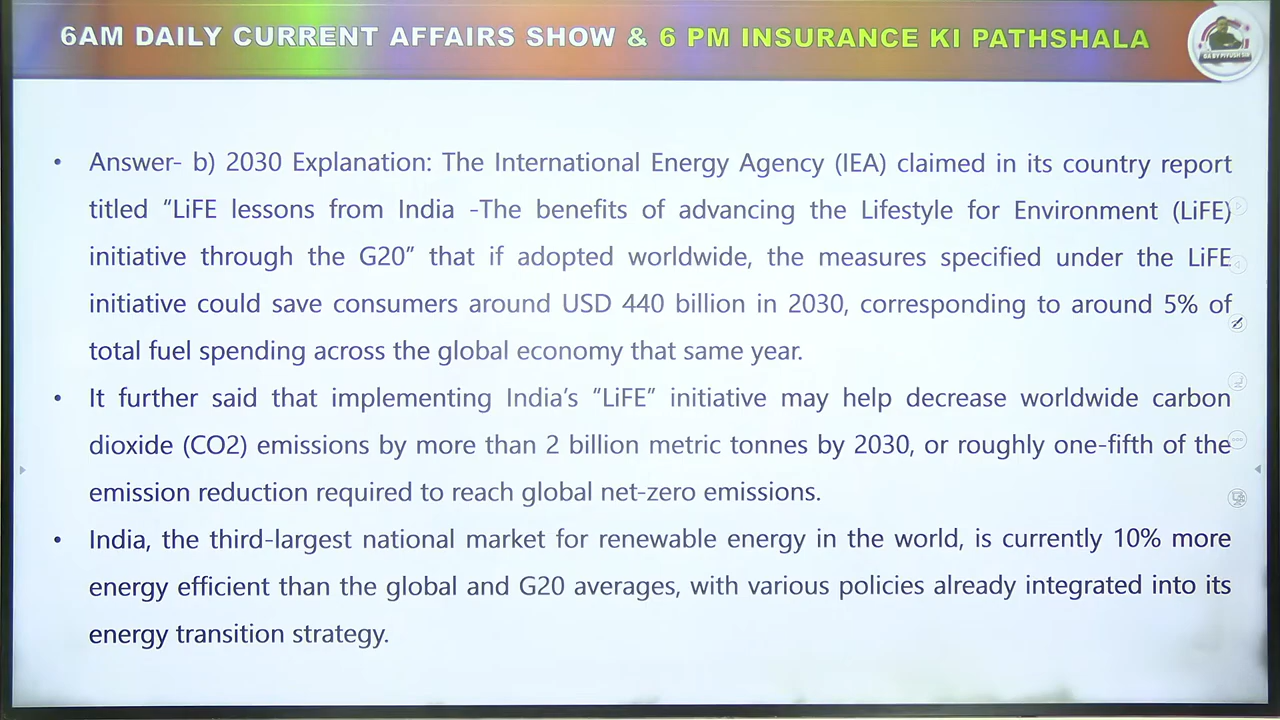 6AM DAILY CURRENT AFFAIRS SHOW & 6 PM INSURANCE KI PATHSHALA
GA BY PIYUSH SIR
• Answer- b) 2030 Explanation: The International Energy Agency (IEA) claimed in its country report
titled “LiFE lessons from India -The benefits of advancing the Lifestyle for Environment (LiFE)
initiative through the G20” that if adopted worldwide, the measures specified under the LiFE
initiative could save consumers around USD 440 billion in 2030, corresponding to around 5% of
total fuel spending across the global economy that same year.
• It further said that implementing India’s “LiFE” initiative may help decrease worldwide carbon
dioxide (CO2) emissions by more than 2 billion metric tonnes by 2030, or roughly one-fifth of the
emission reduction required to reach global net-zero emissions.
• India, the third-largest national market for renewable energy in the world, is currently 10% more
energy efficient than the global and G20 averages, with various policies already integrated into its
energy transition strategy.